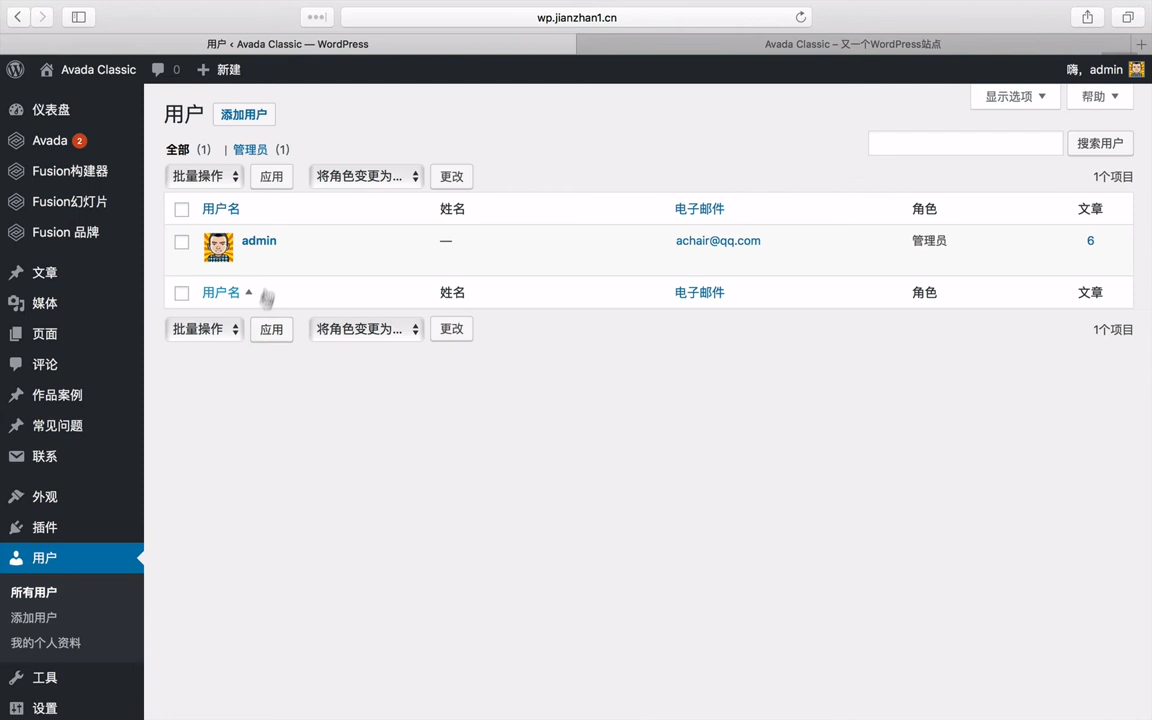 wp.jianzhan1.cn
用户 ‹ Avada Classic — WordPress
Avada Classic – 又一个WordPress站点
Avada Classic 0 新建
嗨，admin
仪表盘
Avada 2
Fusion构建器
Fusion幻灯片
Fusion 品牌
文章
媒体
页面
评论
作品案例
常见问题
联系
外观
插件
用户
所有用户
添加用户
我的个人资料
工具
设置
显示选项 帮助
用户 添加用户
全部 (1) | 管理员 (1)
搜索用户
批量操作 应用 将角色变更为... 更改 1个项目
用户名 姓名 电子邮件 角色 文章
admin — achair@qq.com 管理员 6
用户名 姓名 电子邮件 角色 文章
批量操作 应用 将角色变更为... 更改 1个项目